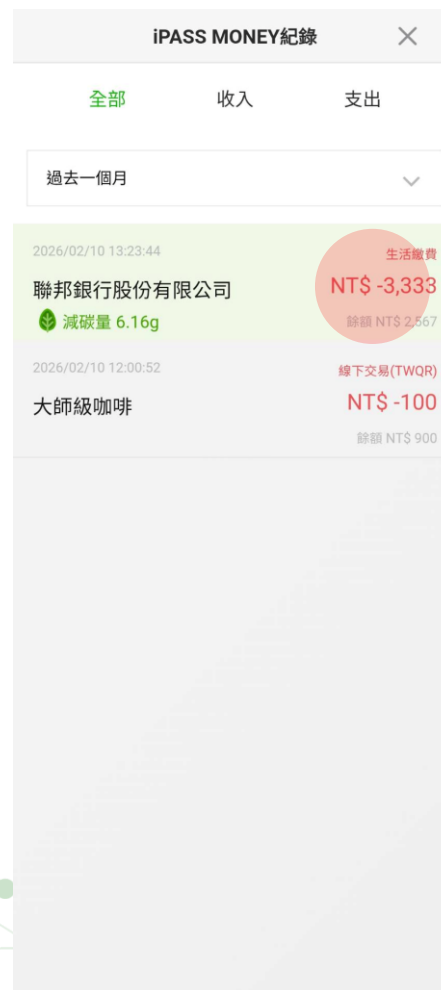 iPASS MONEY紀錄
全部 收入 支出
過去一個月
2026/02/10 13:23:44
生活繳費
聯邦銀行股份有限公司
NT$ -3,333
減碳量 6.16g
餘額 NT$ 2,567
2026/02/10 12:00:52
線下交易(TWQR)
大師級咖啡
NT$ -100
餘額 NT$ 900